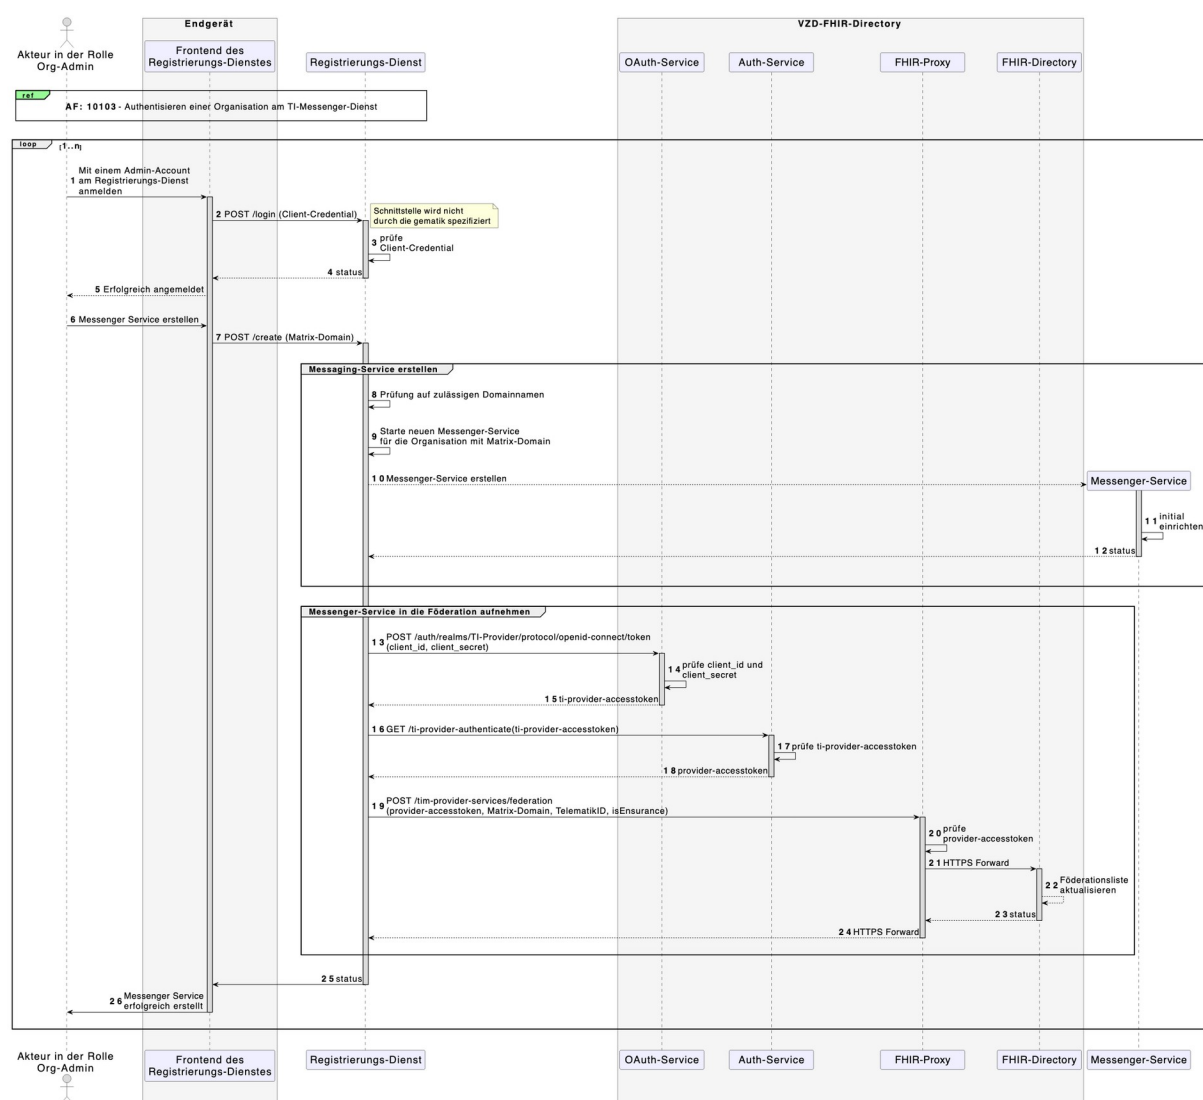 Endgerät
VZD-FHIR-Directory
Akteur in der Rolle
Org-Admin
Frontend des
Registrierungs-Dienstes
Registrierungs-Dienst
OAuth-Service
Auth-Service
FHIR-Proxy
FHIR-Directory
ref
AF: 10103 - Authentisieren einer Organisation am TI-Messenger-Dienst
loop
[1..n]
Mit einem Admin-Account
1 am Registrierungs-Dienst
anmelden
2 POST /login (Client-Credential)
Schnittstelle wird nicht
durch die gematik spezifiziert
3 prüfe
Client-Credential
4 status
5 Erfolgreich angemeldet
6 Messenger Service erstellen
7 POST /create (Matrix-Domain)
Messaging-Service erstellen
8 Prüfung auf zulässigen Domainnamen
9 Starte neuen Messenger-Service
für die Organisation mit Matrix-Domain
10 Messenger-Service erstellen
Messenger-Service
11 initial
einrichten
12 status
Messenger-Service in die Föderation aufnehmen
13 POST /auth/realms/TI-Provider/protocol/openid-connect/token
(client_id, client_secret)
14 prüfe client_id und
client_secret
15 ti-provider-accesstoken
16 GET /ti-provider-authenticate(ti-provider-accesstoken)
17 prüfe ti-provider-accesstoken
18 provider-accesstoken
19 POST /tim-provider-services/federation
(provider-accesstoken, Matrix-Domain, TelematikID, isEnsurance)
20 prüfe
provider-accesstoken
21 HTTPS Forward
22 Föderationsliste
aktualisieren
23 status
24 HTTPS Forward
25 status
26 Messenger Service
erfolgreich erstellt
Akteur in der Rolle
Org-Admin
Frontend des
Registrierungs-Dienstes
Registrierungs-Dienst
OAuth-Service
Auth-Service
FHIR-Proxy
FHIR-Directory
Messenger-Service